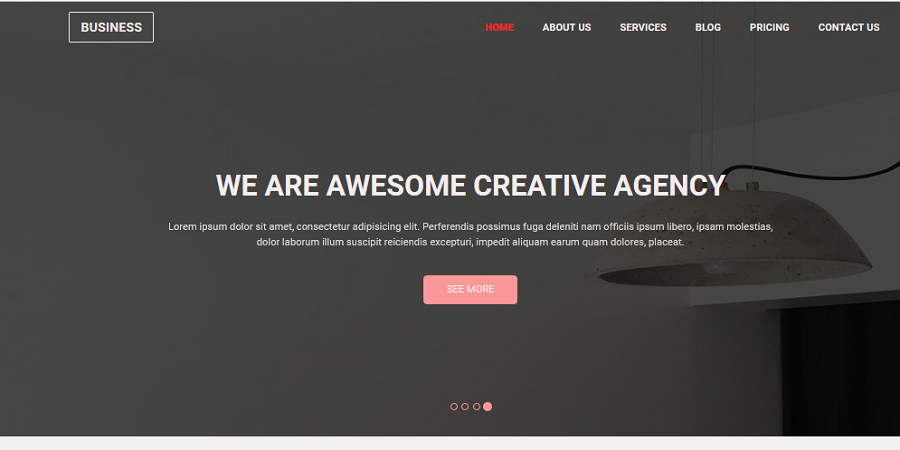 BUSINESS
HOME ABOUT US SERVICES BLOG PRICING CONTACT US
WE ARE AWESOME CREATIVE AGENCY
Lorem ipsum dolor sit amet, consectetur adipisicing elit. Perferendis possimus fuga deleniti nam officiis ipsum libero, ipsam molestias,
dolor laborum illum suscipit reiciendis excepturi, impedit aliquam earum quam dolores, placeat.
SEE MORE